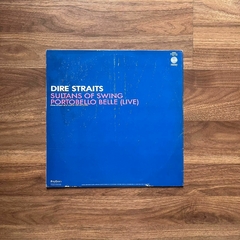 DIRE STRAITS
SULTANS OF SWING
PORTOBELLO BELLE (LIVE)